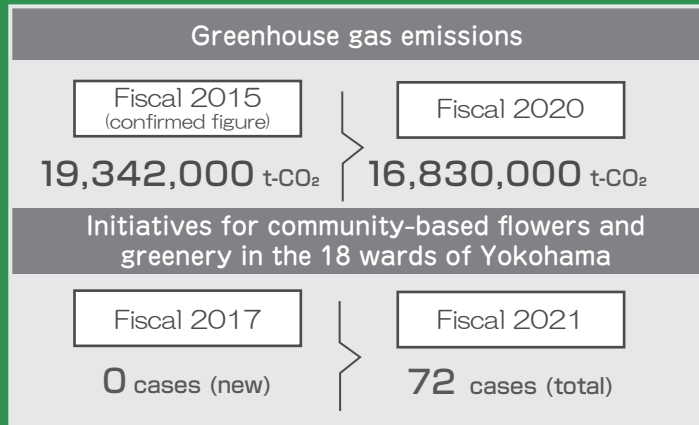 Greenhouse gas emissions
Fiscal 2015
(confirmed figure)
Fiscal 2020
19,342,000 t-CO₂
16,830,000 t-CO₂
Initiatives for community-based flowers and
greenery in the 18 wards of Yokohama
Fiscal 2017
Fiscal 2021
0 cases (new)
72 cases (total)